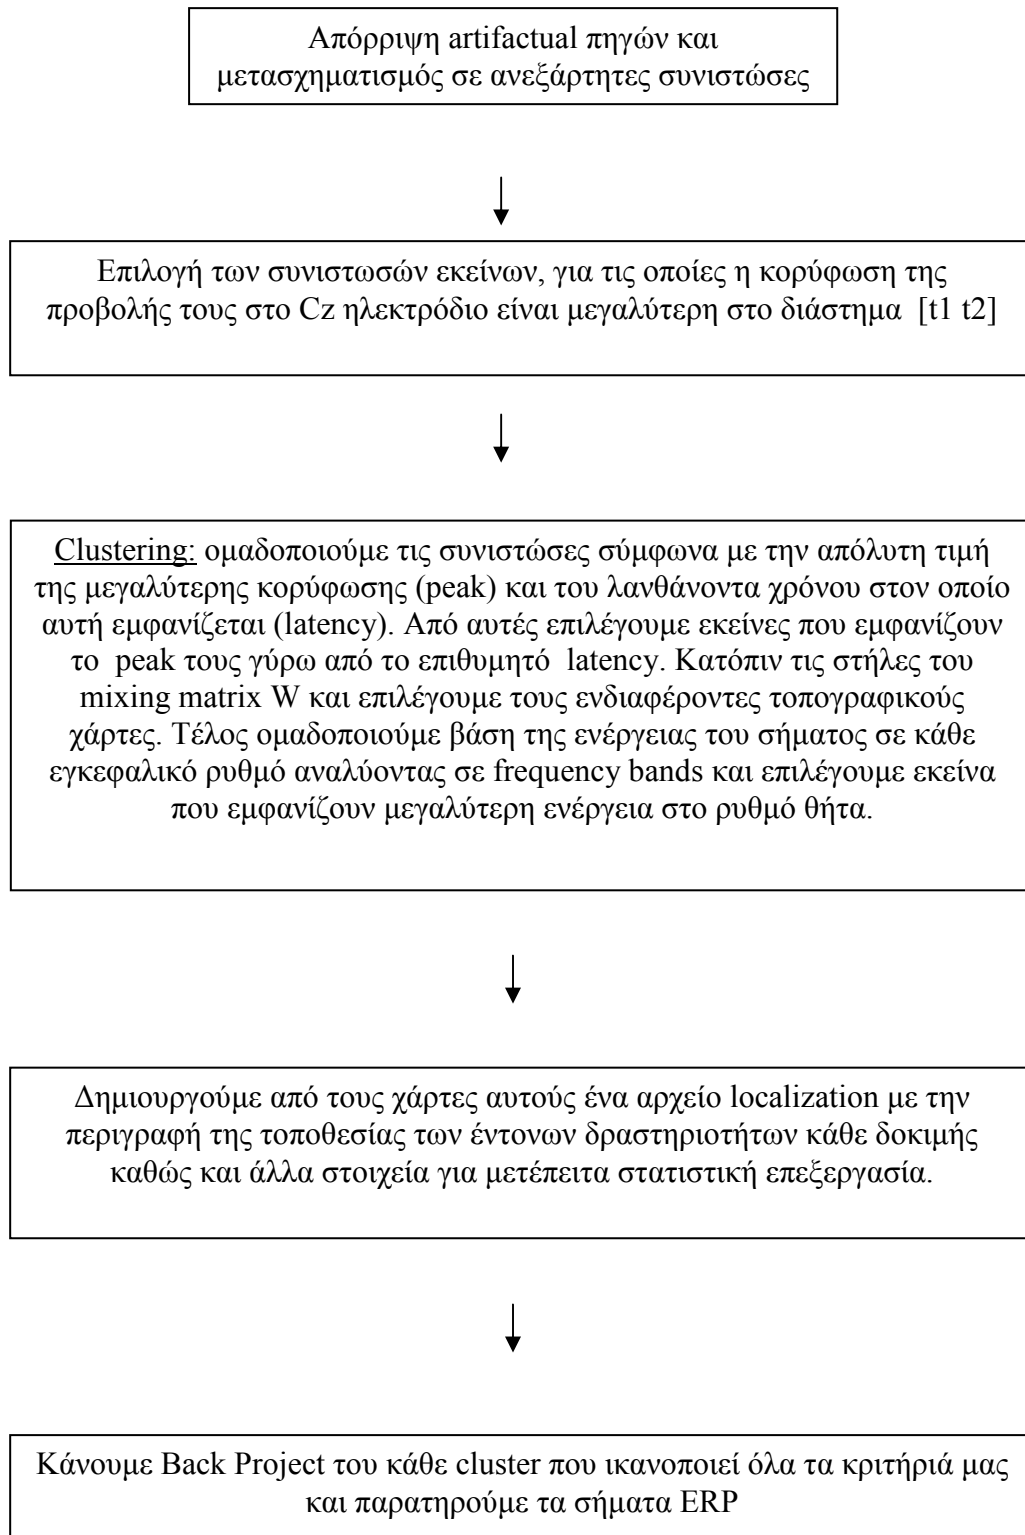 Απόρριψη artifactual πηγών και
μετασχηματισμός σε ανεξάρτητες συνιστώσες
Επιλογή των συνιστωσών εκείνων, για τις οποίες η κορύφωση της
προβολής τους στο Cz ηλεκτρόδιο είναι μεγαλύτερη στο διάστημα [t1 t2]
Clustering: ομαδοποιούμε τις συνιστώσες σύμφωνα με την απόλυτη τιμή
της μεγαλύτερης κορύφωσης (peak) και του λανθάνοντα χρόνου στον οποίο
αυτή εμφανίζεται (latency). Από αυτές επιλέγουμε εκείνες που εμφανίζουν
το peak τους γύρω από το επιθυμητό latency. Κατόπιν τις στήλες του
mixing matrix W και επιλέγουμε τους ενδιαφέροντες τοπογραφικούς
χάρτες. Τέλος ομαδοποιούμε βάση της ενέργειας του σήματος σε κάθε
εγκεφαλικό ρυθμό αναλύοντας σε frequency bands και επιλέγουμε εκείνα
που εμφανίζουν μεγαλύτερη ενέργεια στο ρυθμό θήτα.
Δημιουργούμε από τους χάρτες αυτούς ένα αρχείο localization με την
περιγραφή της τοποθεσίας των έντονων δραστηριοτήτων κάθε δοκιμής
καθώς και άλλα στοιχεία για μετέπειτα στατιστική επεξεργασία.
Κάνουμε Back Project του κάθε cluster που ικανοποιεί όλα τα κριτήριά μας
και παρατηρούμε τα σήματα ERP